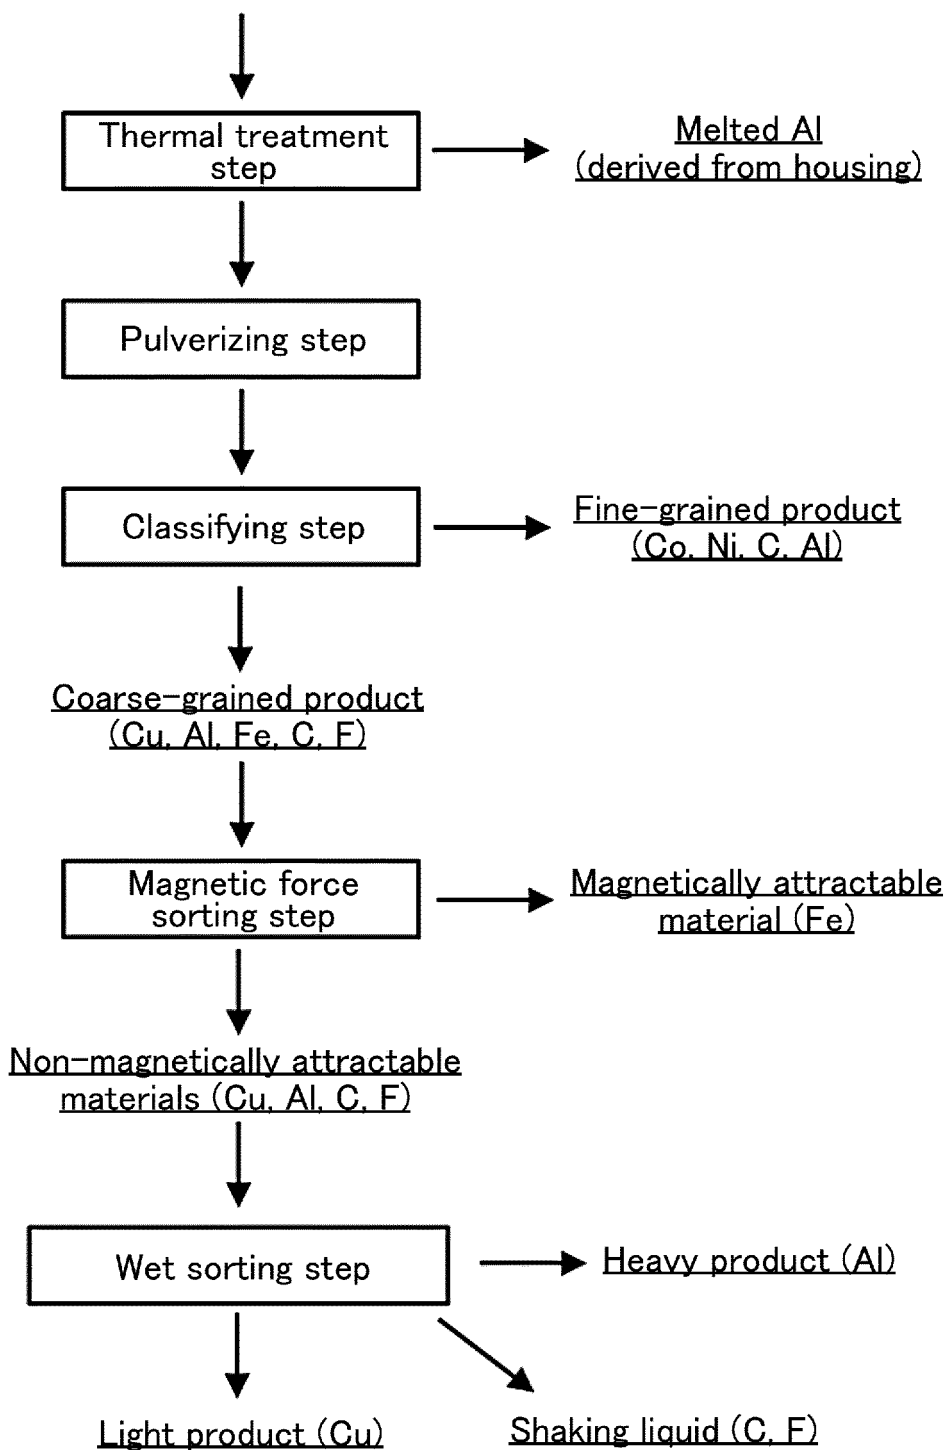 Thermal treatment
step
Melted Al
(derived from housing)
Pulverizing step
Classifying step
Fine-grained product
(Co, Ni, C, Al)
Coarse-grained product
(Cu, Al, Fe, C, F)
Magnetic force
sorting step
Magnetically attractable
material (Fe)
Non-magnetically attractable
materials (Cu, Al, C, F)
Wet sorting step
Heavy product (Al)
Light product (Cu)
Shaking liquid (C, F)